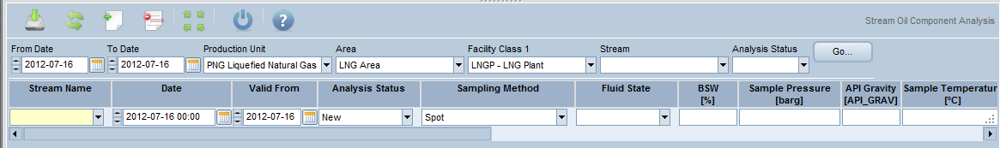 Stream Oil Component Analysis
From Date To Date Production Unit Area Facility Class 1 Stream Analysis Status
2012-07-16 2012-07-16 PNG Liquefied Natural Gas LNG Area LNGP - LNG Plant Go...
Stream Name Date Valid From Analysis Status Sampling Method Fluid State BSW [%] Sample Pressure [barg] API Gravity [API_GRAV] Sample Temperatur [°C]
2012-07-16 00:00 2012-07-16 New Spot